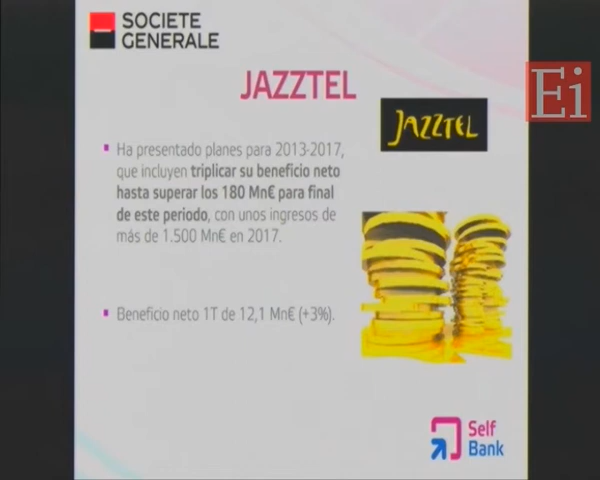 SOCIETE
GENERALE
JAZZTEL
Ei
JAZZTEL
Ha presentado planes para 2013-2017,
que incluyen triplicar su beneficio neto
hasta superar los 180 Mn€ para final
de este periodo, con unos ingresos de
más de 1.500 Mn€ en 2017.
Beneficio neto 1T de 12,1 Mn€ (+3%).
Self
Bank